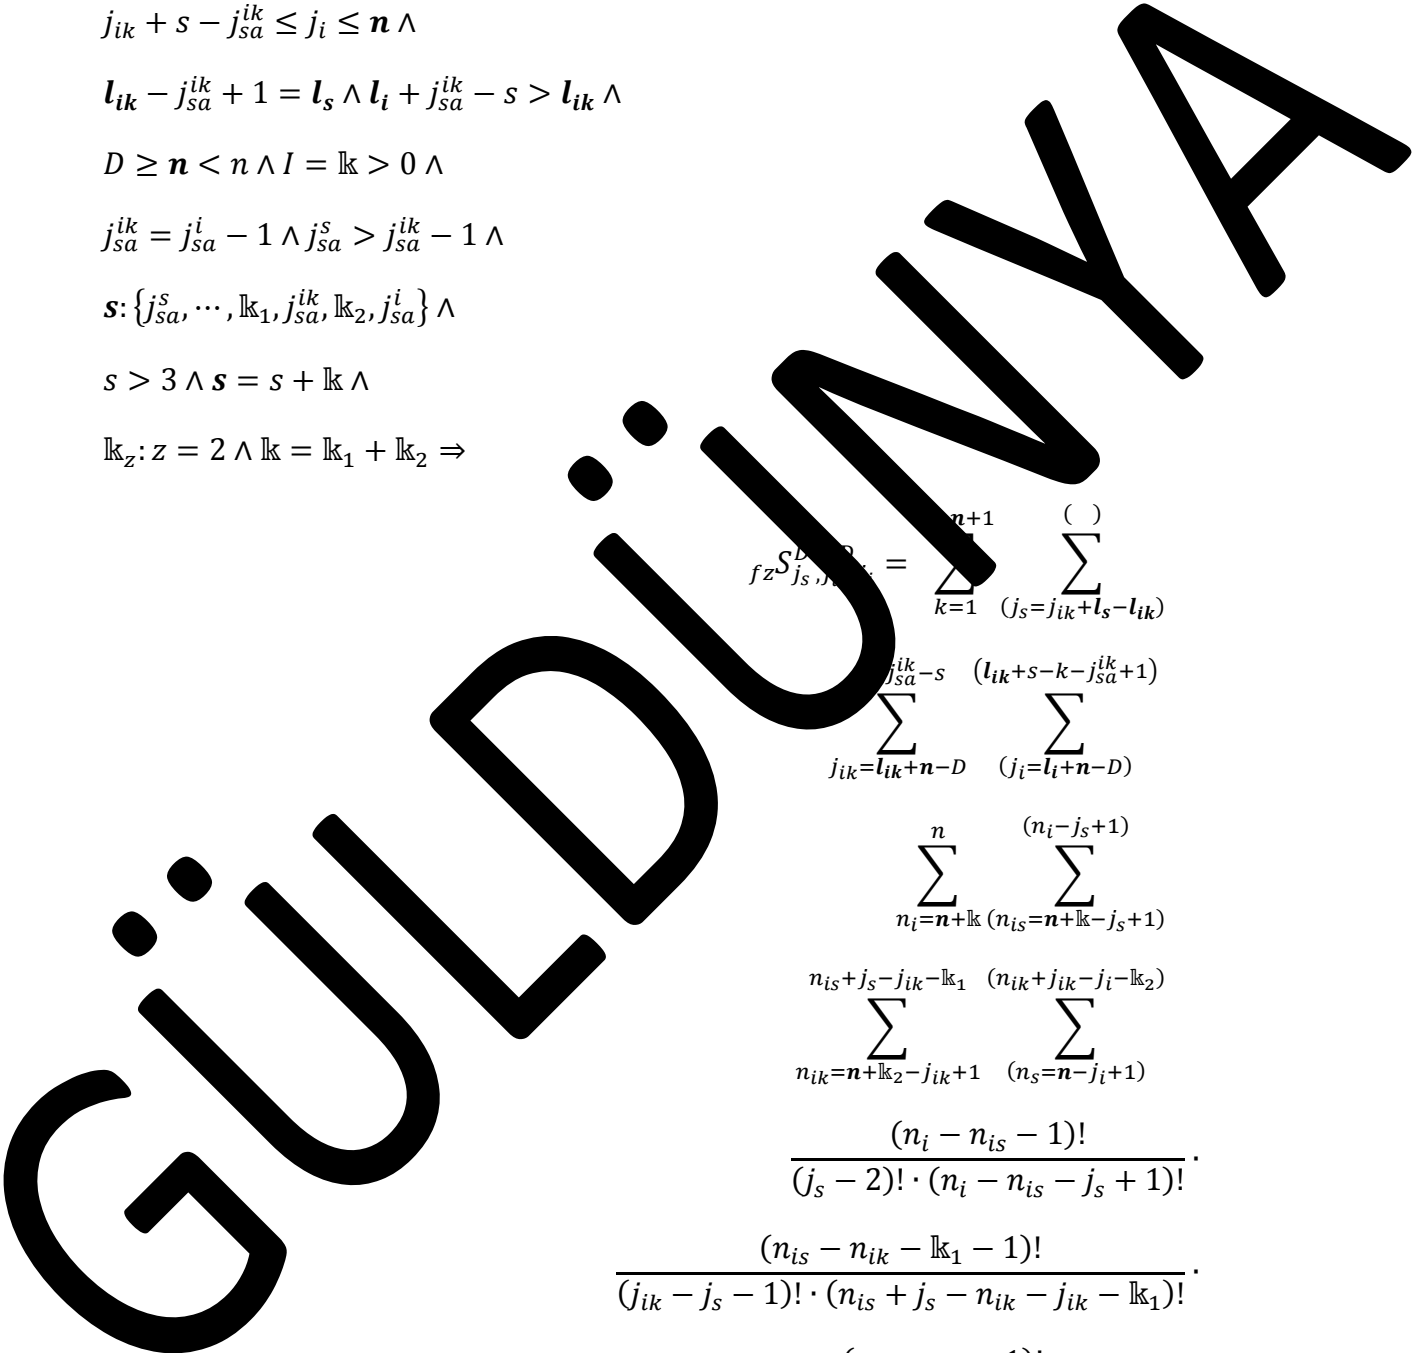 j_{ik} + s − j_{sa}^{ik} ≤ j_i ≤ **n** ∧
**l_{ik}** − j_{sa}^{ik} + 1 = **l_s** ∧ **l_i** + j_{sa}^{ik} − s > **l_{ik}** ∧
D ≥ **n** < n ∧ I = 𝕜 > 0 ∧
j_{sa}^{ik} = j_{sa}^{i} − 1 ∧ j_{sa}^{s} > j_{sa}^{ik} − 1 ∧
**s**: {j_{sa}^{s}, ⋯ , 𝕜_1, j_{sa}^{ik}, 𝕜_2, j_{sa}^{i}} ∧
s > 3 ∧ **s** = s + 𝕜 ∧
𝕜_z: z = 2 ∧ 𝕜 = 𝕜_1 + 𝕜_2 ⇒
GÜLDÜNYA
n+1 ( )
_{fz}S_{j_s, = ∑ ∑
k=1 (j_s=j_{ik}+l_s−l_{ik})
j_{sa}^{ik}−s (l_{ik}+s−k−j_{sa}^{ik}+1)
∑ ∑
j_{ik}=l_{ik}+n−D (j_i=l_i+n−D)
n (n_i−j_s+1)
∑ ∑
n_i=n+𝕜 (n_{is}=n+𝕜−j_s+1)
n_{is}+j_s−j_{ik}−𝕜_1 (n_{ik}+j_{ik}−j_i−𝕜_2)
∑ ∑
n_{ik}=n+𝕜_2−j_{ik}+1 (n_s=n−j_i+1)
(n_i − n_{is} − 1)!
(j_s − 2)! ⋅ (n_i − n_{is} − j_s + 1)! ⋅
(n_{is} − n_{ik} − 𝕜_1 − 1)!
(j_{ik} − j_s − 1)! ⋅ (n_{is} + j_s − n_{ik} − j_{ik} − 𝕜_1)! ⋅